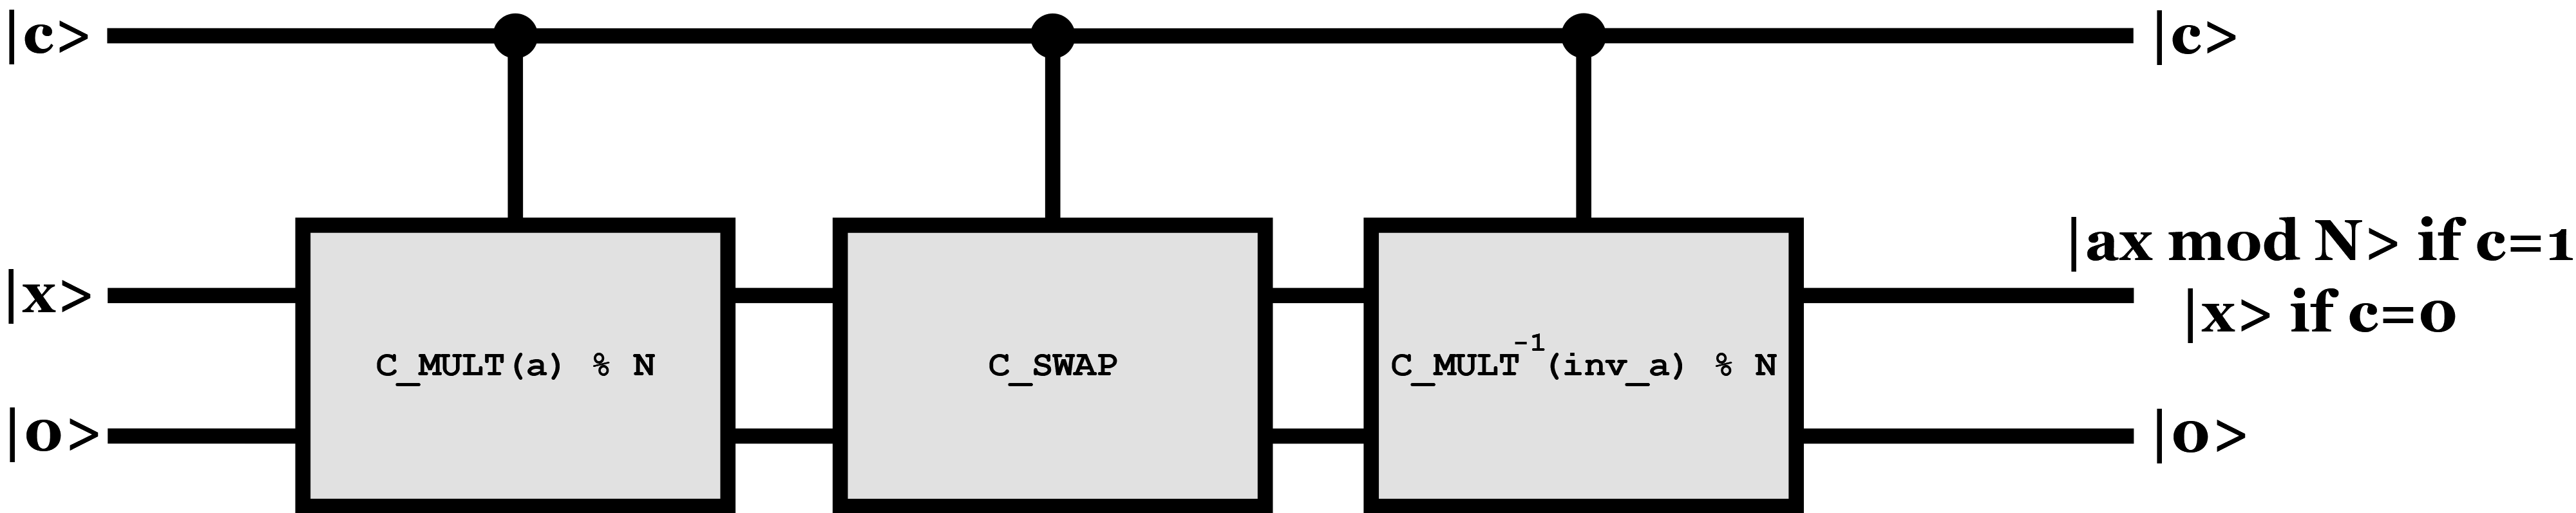 |c>
|c>
|ax mod N> if c=1
|x>
|x> if c=0
C_MULT(a) % N
C_SWAP
C_MULT⁻¹(inv_a) % N
|0>
|0>